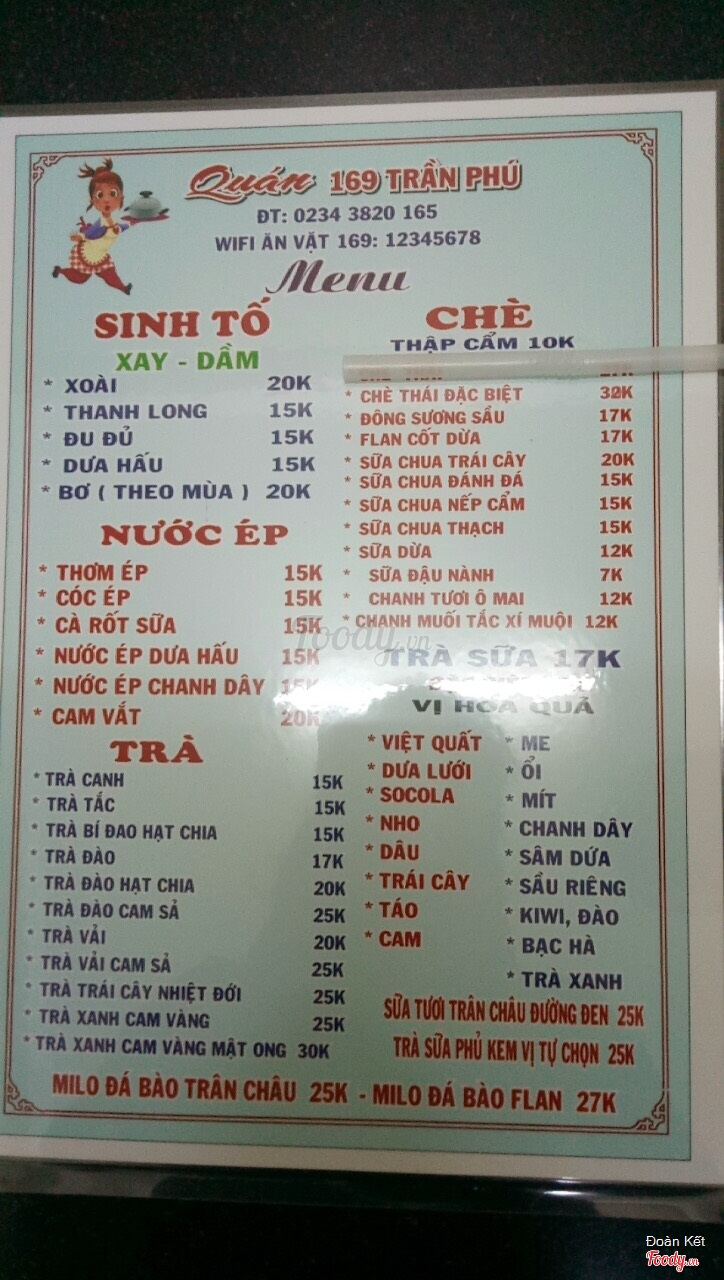 Quán 169 TRẦN PHÚ
ĐT: 0234 3820 165
WIFI ĂN VẶT 169: 12345678
Menu
SINH TỐ
XAY - DẦM
* XOÀI 20K
* THANH LONG 15K
* ĐU ĐỦ 15K
* DƯA HẤU 15K
* BƠ ( THEO MÙA ) 20K
NƯỚC ÉP
* THƠM ÉP 15K
* CÓC ÉP 15K
* CÀ RỐT SỮA 15K
* NƯỚC ÉP DƯA HẤU 15K
* NƯỚC ÉP CHANH DÂY 15K
* CAM VẮT 20K
TRÀ
* TRÀ CANH 15K
* TRÀ TẮC 15K
* TRÀ BÍ ĐAO HẠT CHIA 15K
* TRÀ ĐÀO 17K
* TRÀ ĐÀO HẠT CHIA 20K
* TRÀ ĐÀO CAM SẢ 25K
* TRÀ VẢI 20K
* TRÀ VẢI CAM SẢ 25K
* TRÀ TRÁI CÂY NHIỆT ĐỚI 25K
* TRÀ XANH CAM VÀNG 25K
* TRÀ XANH CAM VÀNG MẬT ONG 30K
CHÈ
THẬP CẨM 10K
* CHÈ THÁI ĐẶC BIỆT 32K
* ĐÔNG SƯƠNG SẦU 17K
* FLAN CỐT DỪA 17K
* SỮA CHUA TRÁI CÂY 20K
* SỮA CHUA ĐÁNH ĐÁ 15K
* SỮA CHUA NẾP CẨM 15K
* SỮA CHUA THẠCH 15K
* SỮA DỪA 12K
* SỮA ĐẬU NÀNH 7K
* CHANH TƯƠI Ô MAI 12K
* CHANH MUỐI TẮC XÍ MUỘI 12K
TRÀ SỮA 17K
VỊ HOA QUẢ
* VIỆT QUẤT
* DƯA LƯỚI
* SOCOLA
* NHO
* DÂU
* TRÁI CÂY
* TÁO
* CAM
* ME
* ỔI
* MÍT
* CHANH DÂY
* SÂM DỨA
* SẦU RIÊNG
* KIWI, ĐÀO
* BẠC HÀ
* TRÀ XANH
SỮA TƯƠI TRÂN CHÂU ĐƯỜNG ĐEN 25K
TRÀ SỮA PHỦ KEM VỊ TỰ CHỌN 25K
MILO ĐÁ BÀO TRÂN CHÂU 25K - MILO ĐÁ BÀO FLAN 27K
Foody.vn
Đoàn Kết
Foody.vn